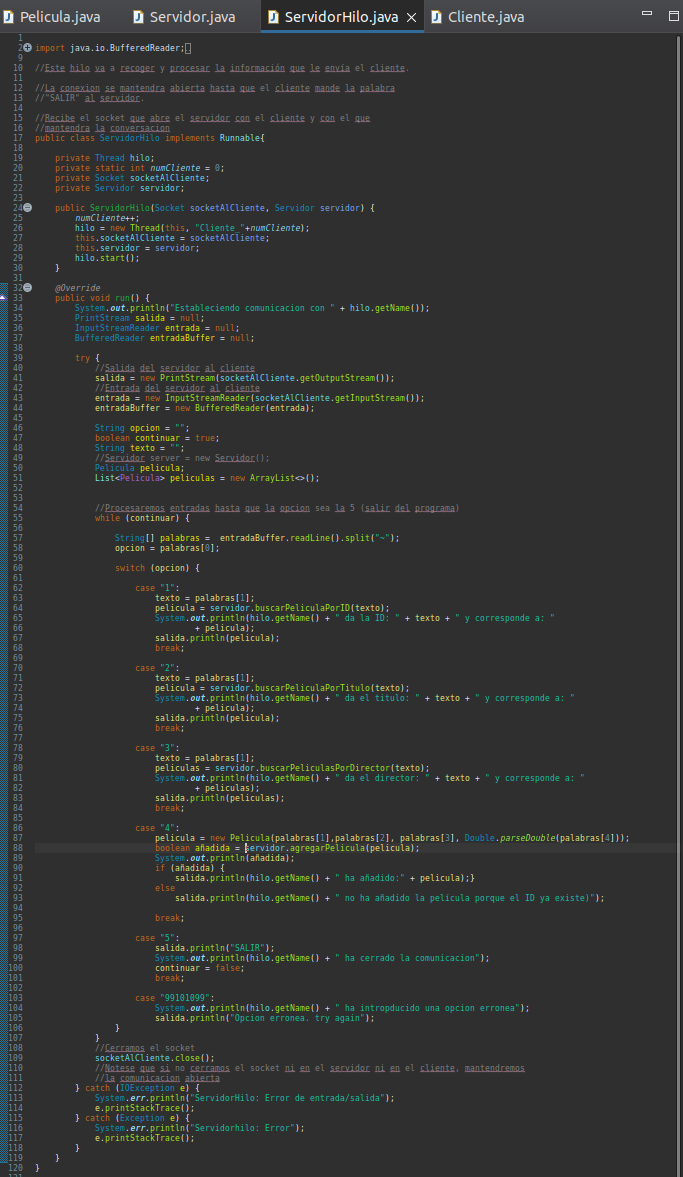 Pelicula.java Servidor.java ServidorHilo.java Cliente.java
1
2 import java.io.BufferedReader;
9
10 //Este hilo va a recoger y procesar la información que le envía el cliente.
11
12 //La conexion se mantendra abierta hasta que el cliente mande la palabra
13 //"SALIR" al servidor.
14
15 //Recibe el socket que abre el servidor con el cliente y con el que
16 //mantendra la conversacion
17 public class ServidorHilo implements Runnable{
18
19     private Thread hilo;
20     private static int numCliente = 0;
21     private Socket socketAlCliente;
22     private Servidor servidor;
23
24     public ServidorHilo(Socket socketAlCliente, Servidor servidor) {
25         numCliente++;
26         hilo = new Thread(this, "Cliente_"+numCliente);
27         this.socketAlCliente = socketAlCliente;
28         this.servidor = servidor;
29         hilo.start();
30     }
31
32     @Override
33     public void run() {
34         System.out.println("Estableciendo comunicacion con " + hilo.getName());
35         PrintStream salida = null;
36         InputStreamReader entrada = null;
37         BufferedReader entradaBuffer = null;
38
39         try {
40             //Salida del servidor al cliente
41             salida = new PrintStream(socketAlCliente.getOutputStream());
42             //Entrada del servidor al cliente
43             entrada = new InputStreamReader(socketAlCliente.getInputStream());
44             entradaBuffer = new BufferedReader(entrada);
45
46             String opcion = "";
47             boolean continuar = true;
48             String texto = "";
49             //Servidor server = new Servidor();
50             Pelicula pelicula;
51             List<Pelicula> peliculas = new ArrayList<>();
52
53
54             //Procesaremos entradas hasta que la opcion sea la 5 (salir del programa)
55             while (continuar) {
56
57                 String[] palabras =  entradaBuffer.readLine().split("~");
58                 opcion = palabras[0];
59
60                 switch (opcion) {
61
62                     case "1":
63                         texto = palabras[1];
64                         pelicula = servidor.buscarPeliculaPorID(texto);
65                         System.out.println(hilo.getName() + " da la ID: " + texto + " y corresponde a: "
66                                 + pelicula);
67                         salida.println(pelicula);
68                         break;
69
70                     case "2":
71                         texto = palabras[1];
72                         pelicula = servidor.buscarPeliculaPorTitulo(texto);
73                         System.out.println(hilo.getName() + " da el titulo: " + texto + " y corresponde a: "
74                                 + pelicula);
75                         salida.println(pelicula);
76                         break;
77
78                     case "3":
79                         texto = palabras[1];
80                         peliculas = servidor.buscarPeliculasPorDirector(texto);
81                         System.out.println(hilo.getName() + " da el director: " + texto + " y corresponde a: "
82                                 + peliculas);
83                         salida.println(peliculas);
84                         break;
85
86                     case "4":
87                         pelicula = new Pelicula(palabras[1],palabras[2], palabras[3], Double.parseDouble(palabras[4]));
88                         boolean añadida = servidor.agregarPelicula(pelicula);
89                         System.out.println(añadida);
90                         if (añadida) {
91                             salida.println(hilo.getName() + " ha añadido:" + pelicula);}
92                         else
93                             salida.println(hilo.getName() + " no ha añadido la película porque el ID ya existe)");
94
95                         break;
96
97                     case "5":
98                         salida.println("SALIR");
99                         System.out.println(hilo.getName() + " ha cerrado la comunicacion");
100                         continuar = false;
101                         break;
102
103                     case "99101099":
104                         System.out.println(hilo.getName() + " ha intropducido una opcion erronea");
105                         salida.println("Opcion erronea. try again");
106                 }
107             }
108             //Cerramos el socket
109             socketAlCliente.close();
110             //Notese que si no cerramos el socket ni en el servidor ni en el cliente, mantendremos
111             //la comunicacion abierta
112         } catch (IOException e) {
113             System.err.println("ServidorHilo: Error de entrada/salida");
114             e.printStackTrace();
115         } catch (Exception e) {
116             System.err.println("Servidorhilo: Error");
117             e.printStackTrace();
118         }
119     }
120 }
121